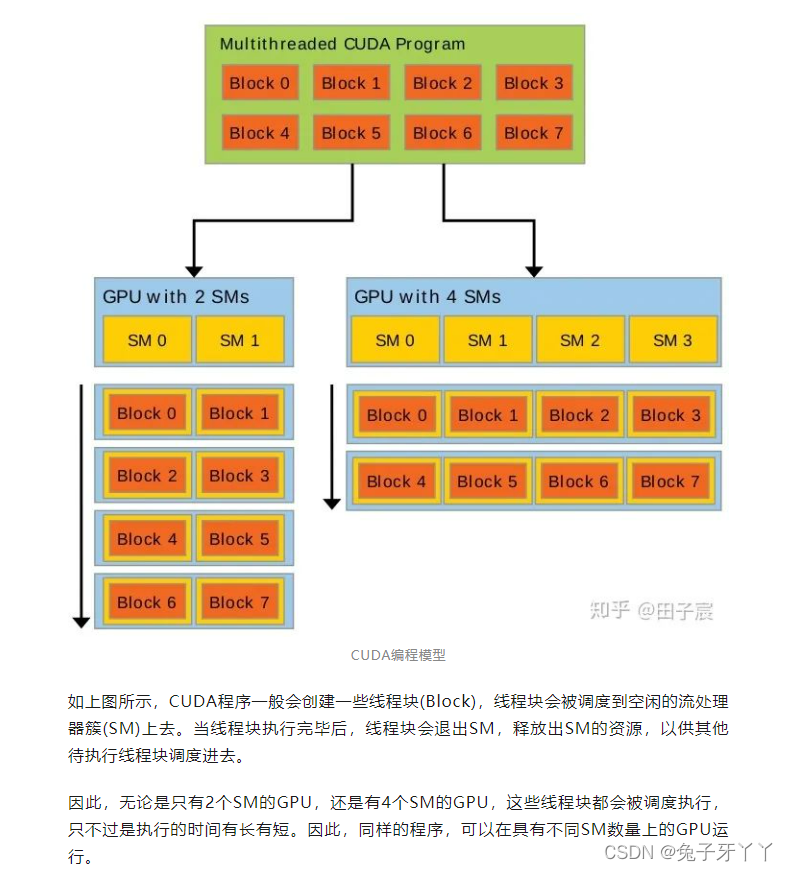 Multithreaded CUDA Program
Block 0 Block 1 Block 2 Block 3
Block 4 Block 5 Block 6 Block 7
GPU with 2 SMs
SM 0 SM 1
Block 0 Block 1
Block 2 Block 3
Block 4 Block 5
Block 6 Block 7
GPU with 4 SMs
SM 0 SM 1 SM 2 SM 3
Block 0 Block 1 Block 2 Block 3
Block 4 Block 5 Block 6 Block 7
知乎 @田子宸
CUDA编程模型
如上图所示，CUDA程序一般会创建一些线程块(Block)，线程块会被调度到空闲的流处理
器簇(SM)上去。当线程块执行完毕后，线程块会退出SM，释放出SM的资源，以供其他
待执行线程块调度进去。
因此，无论是只有2个SM的GPU，还是有4个SM的GPU，这些线程块都会被调度执行，
只不过是执行的时间有长有短。因此，同样的程序，可以在具有不同SM数量上的GPU运
行。
CSDN @兔子牙丫丫